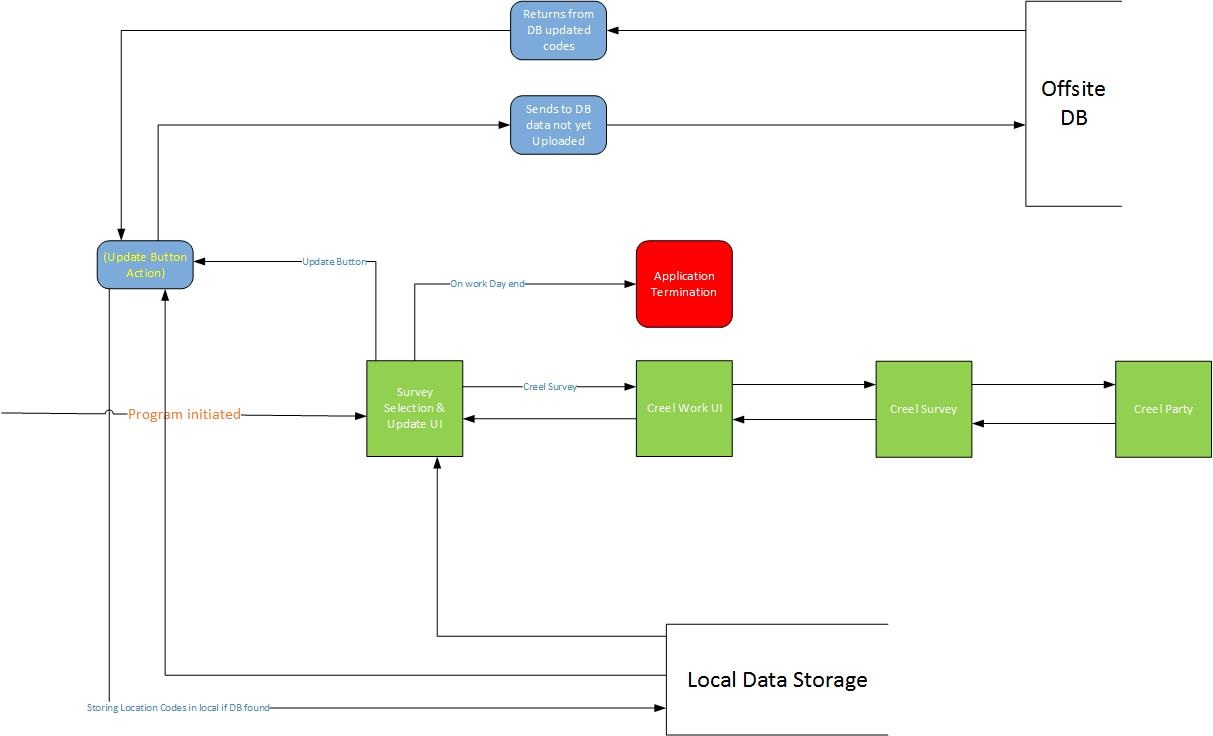 Returns from
DB updated
codes
Offsite
DB
Sends to DB
data not yet
Uploaded
(Update Button
Action)
Update Button
On work Day end
Application
Termination
Program initiated
Survey
Selection &
Update UI
Creel Survey
Creel Work UI
Creel Survey
Creel Party
Local Data Storage
Storing Location Codes in local if DB found